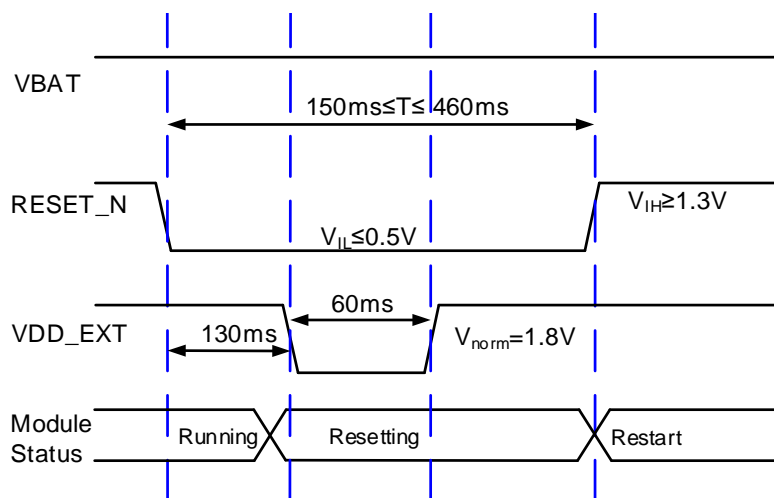 VBAT
150ms≤T≤ 460ms
RESET_N
VIL≤0.5V
VIH≥1.3V
VDD_EXT
130ms
60ms
Vnorm=1.8V
Module
Status
Running
Resetting
Restart